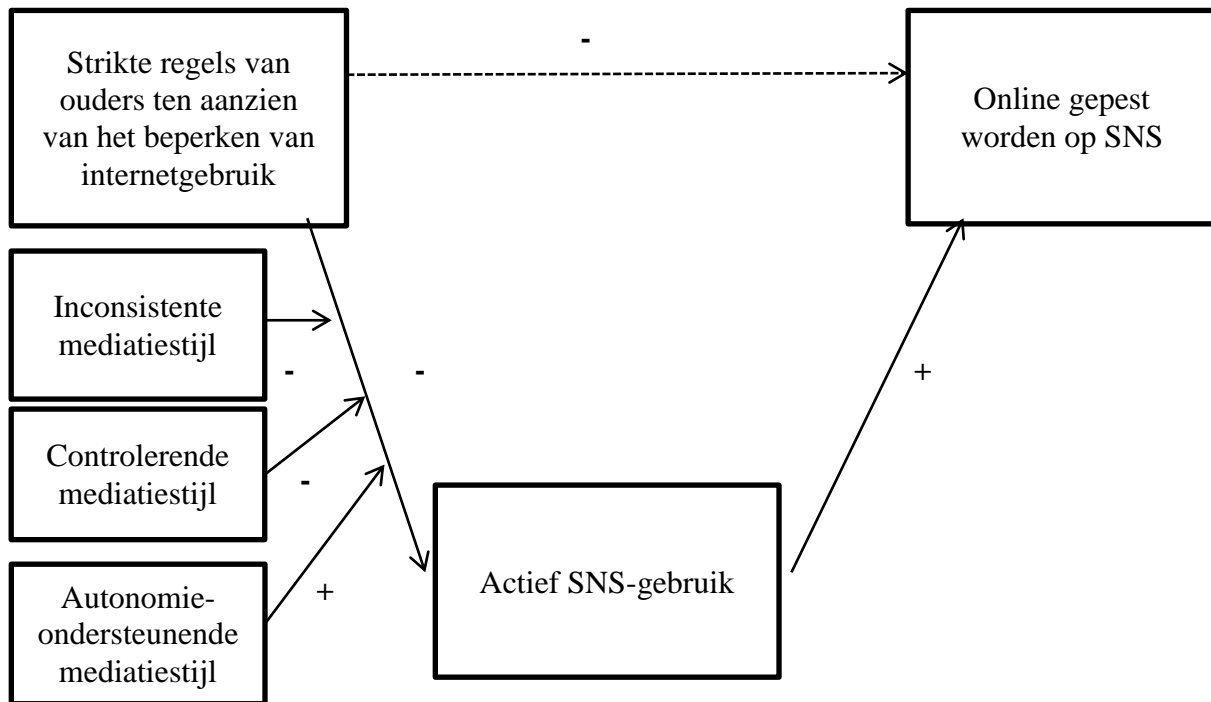 -
Strikte regels van
ouders ten aanzien
van het beperken van
internetgebruik
Online gepest
worden op SNS
Inconsistente
mediatiestijl
-
-
+
Controlerende
mediatiestijl
-
Actief SNS-gebruik
+
Autonomie-
ondersteunende
mediatiestijl